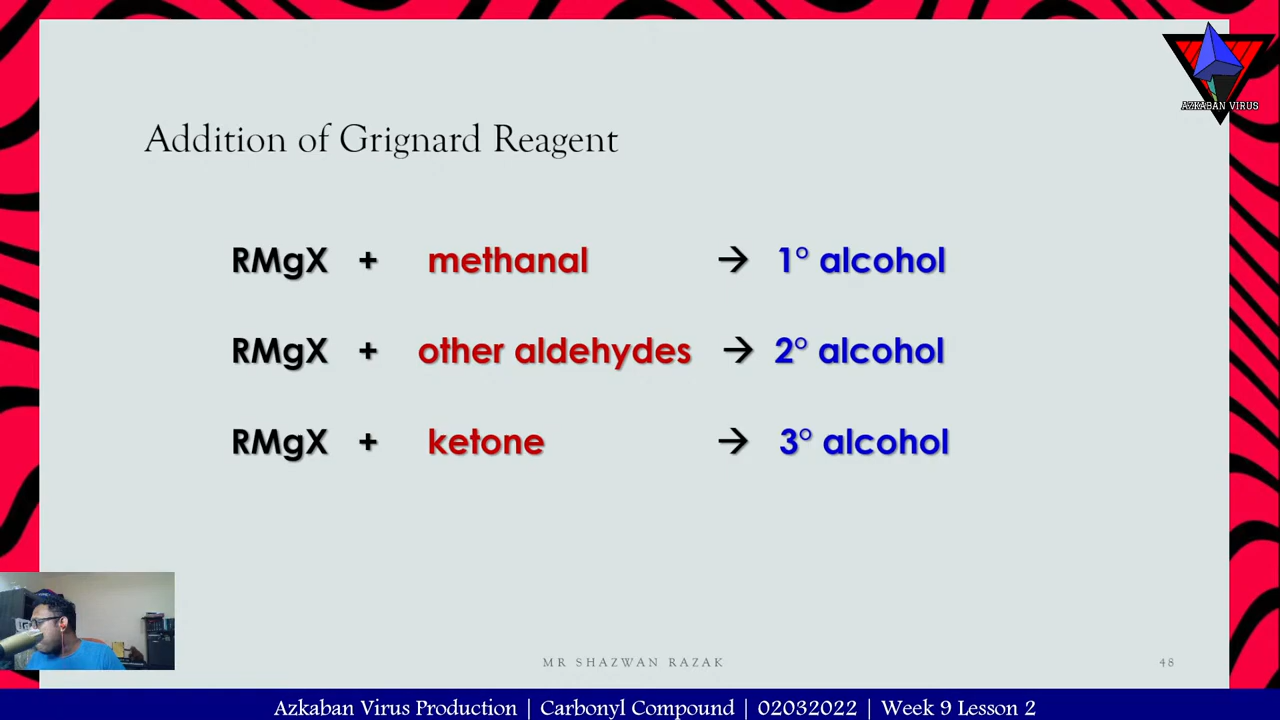 AZKABAN VIRUS
Addition of Grignard Reagent
RMgX + methanal → 1° alcohol
RMgX + other aldehydes → 2° alcohol
RMgX + ketone → 3° alcohol
MR SHAZWAN RAZAK
48
Azkaban Virus Production | Carbonyl Compound | 02032022 | Week 9 Lesson 2